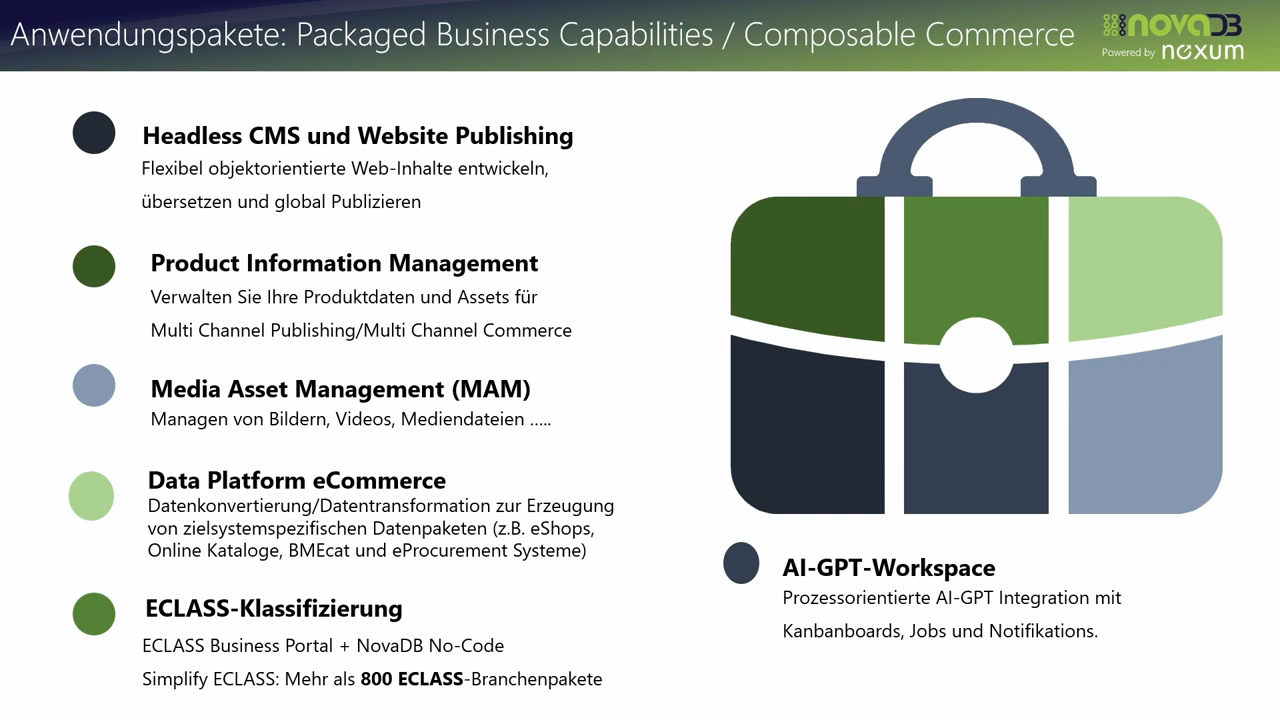 Anwendungspakete: Packaged Business Capabilities / Composable Commerce
novaDB
Powered by noxum
Headless CMS und Website Publishing
Flexibel objektorientierte Web-Inhalte entwickeln,
übersetzen und global Publizieren
Product Information Management
Verwalten Sie Ihre Produktdaten und Assets für
Multi Channel Publishing/Multi Channel Commerce
Media Asset Management (MAM)
Managen von Bildern, Videos, Mediendateien .....
Data Platform eCommerce
Datenkonvertierung/Datentransformation zur Erzeugung
von zielsystemspezifischen Datenpaketen (z.B. eShops,
Online Kataloge, BMEcat und eProcurement Systeme)
ECLASS-Klassifizierung
ECLASS Business Portal + NovaDB No-Code
Simplify ECLASS: Mehr als 800 ECLASS-Branchenpakete
AI-GPT-Workspace
Prozessorientierte AI-GPT Integration mit
Kanbanboards, Jobs und Notifikations.